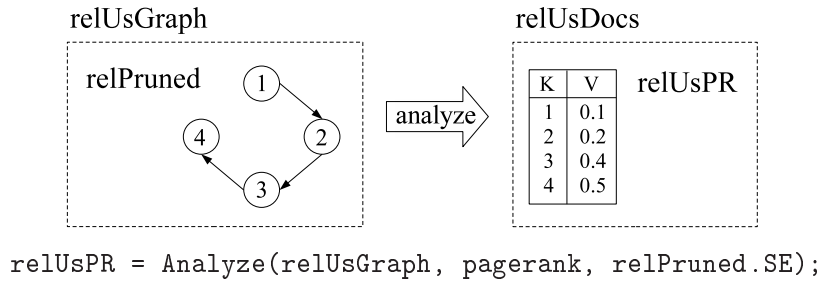 relUsGraph
relUsDocs
relPruned
1
2
3
4
analyze
K V
1 0.1
2 0.2
3 0.4
4 0.5
relUsPR
relUsPR = Analyze(relUsGraph, pagerank, relPruned.SE);